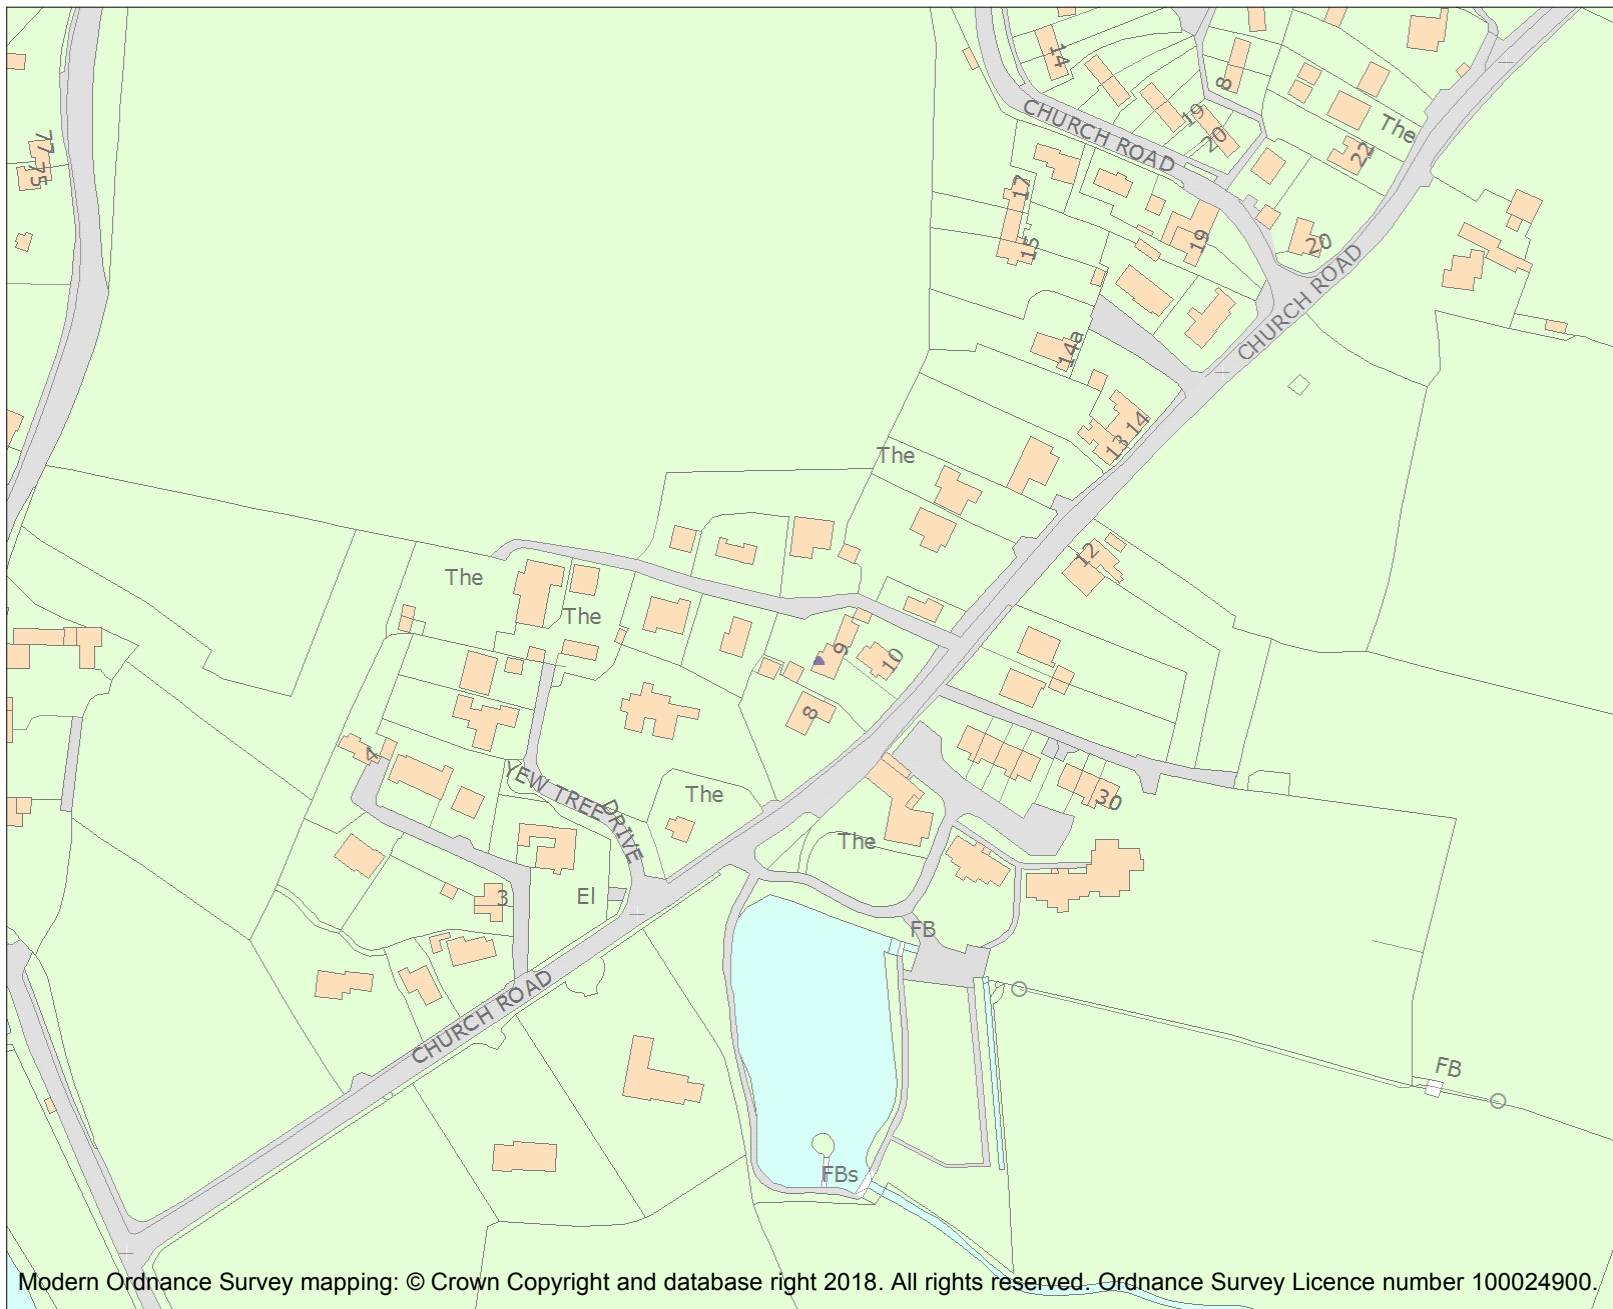 14
8
CHURCH ROAD
19
20
The
22
77
75
17
15
19
20
CHURCH ROAD
14a
14
13
The
12
The
The
9
10
8
4
YEW TREE
DRIVE
The
30
The
3
El
FB
CHURCH ROAD
FB
FBs
Modern Ordnance Survey mapping: © Crown Copyright and database right 2018. All rights reserved. Ordnance Survey Licence number 100024900.